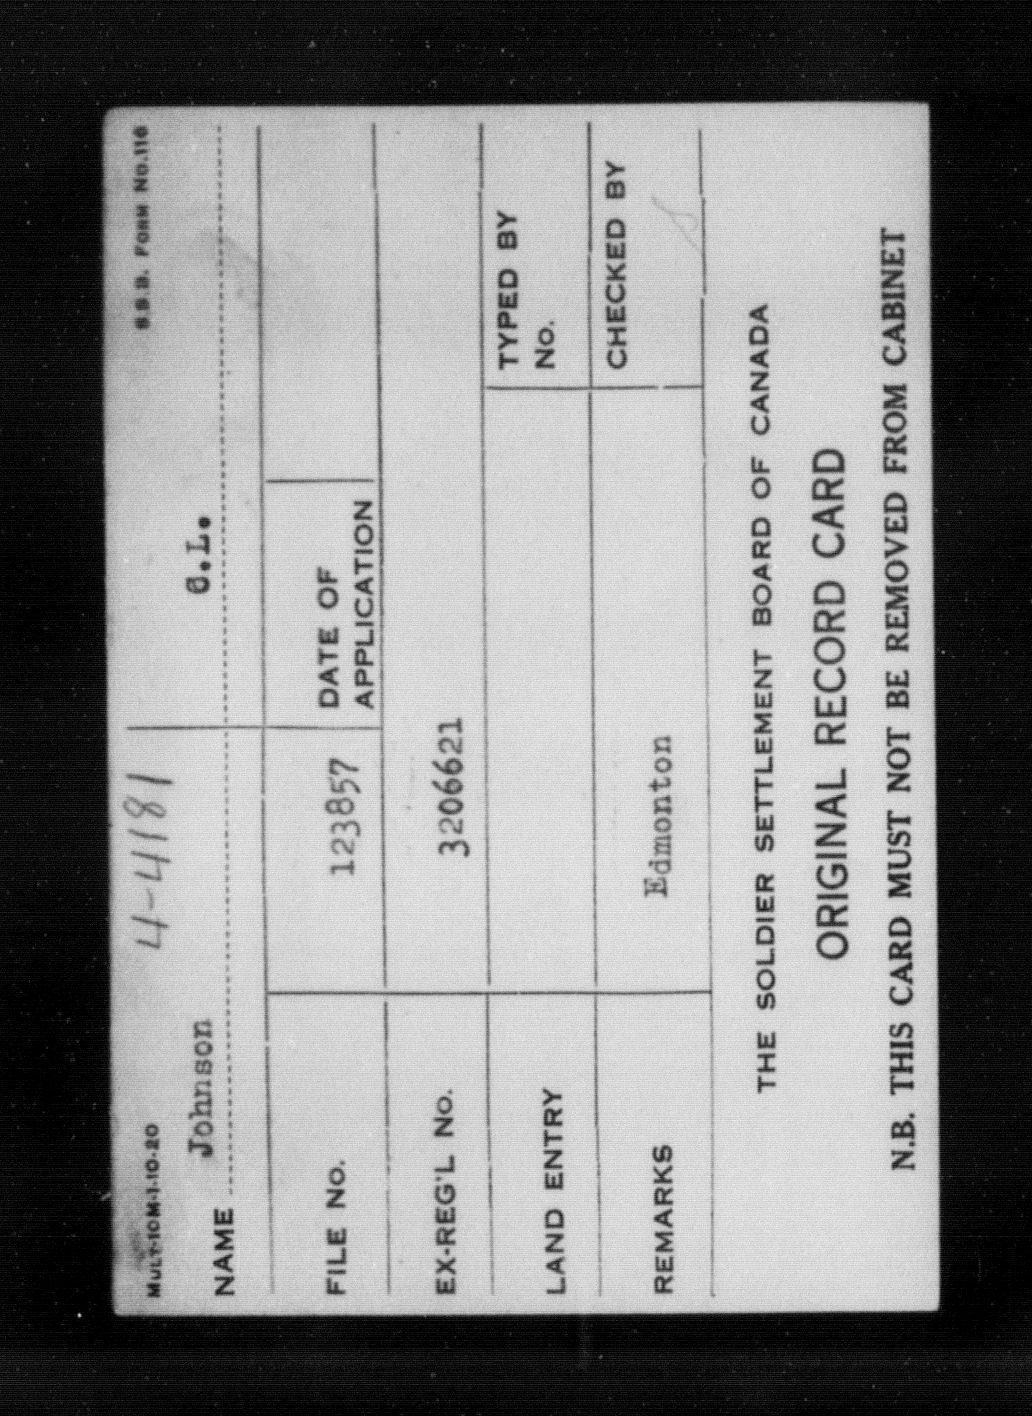 MULT-10M-1-10-20 S.S.B. FORM No.116
4-4181
NAME Johnson C.L.
FILE No. 123857 DATE OF
APPLICATION
EX-REG'L No. 3206621
LAND ENTRY TYPED BY
No.
REMARKS Edmonton CHECKED BY
THE SOLDIER SETTLEMENT BOARD OF CANADA
ORIGINAL RECORD CARD
N.B. THIS CARD MUST NOT BE REMOVED FROM CABINET